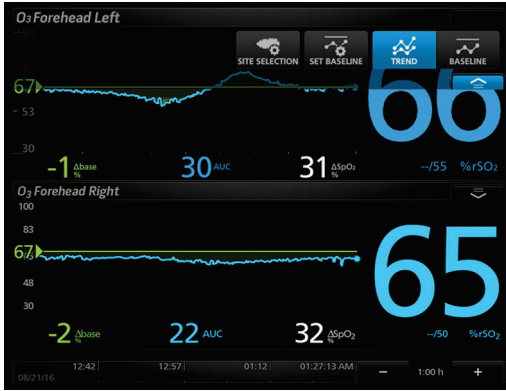 O3 Forehead Left
SITE SELECTION SET BASELINE TREND BASELINE
67
53
30
66
-1 Δbase % 30 AUC 31 ΔSpO2 % --/55 %rSO2
O3 Forehead Right
100
83
67
48
30
65
-2 Δbase % 22 AUC 32 ΔSpO2 % --/50 %rSO2
12:42 12:57 01:12 01:27:13 AM − 1:00 h +
08/21/16